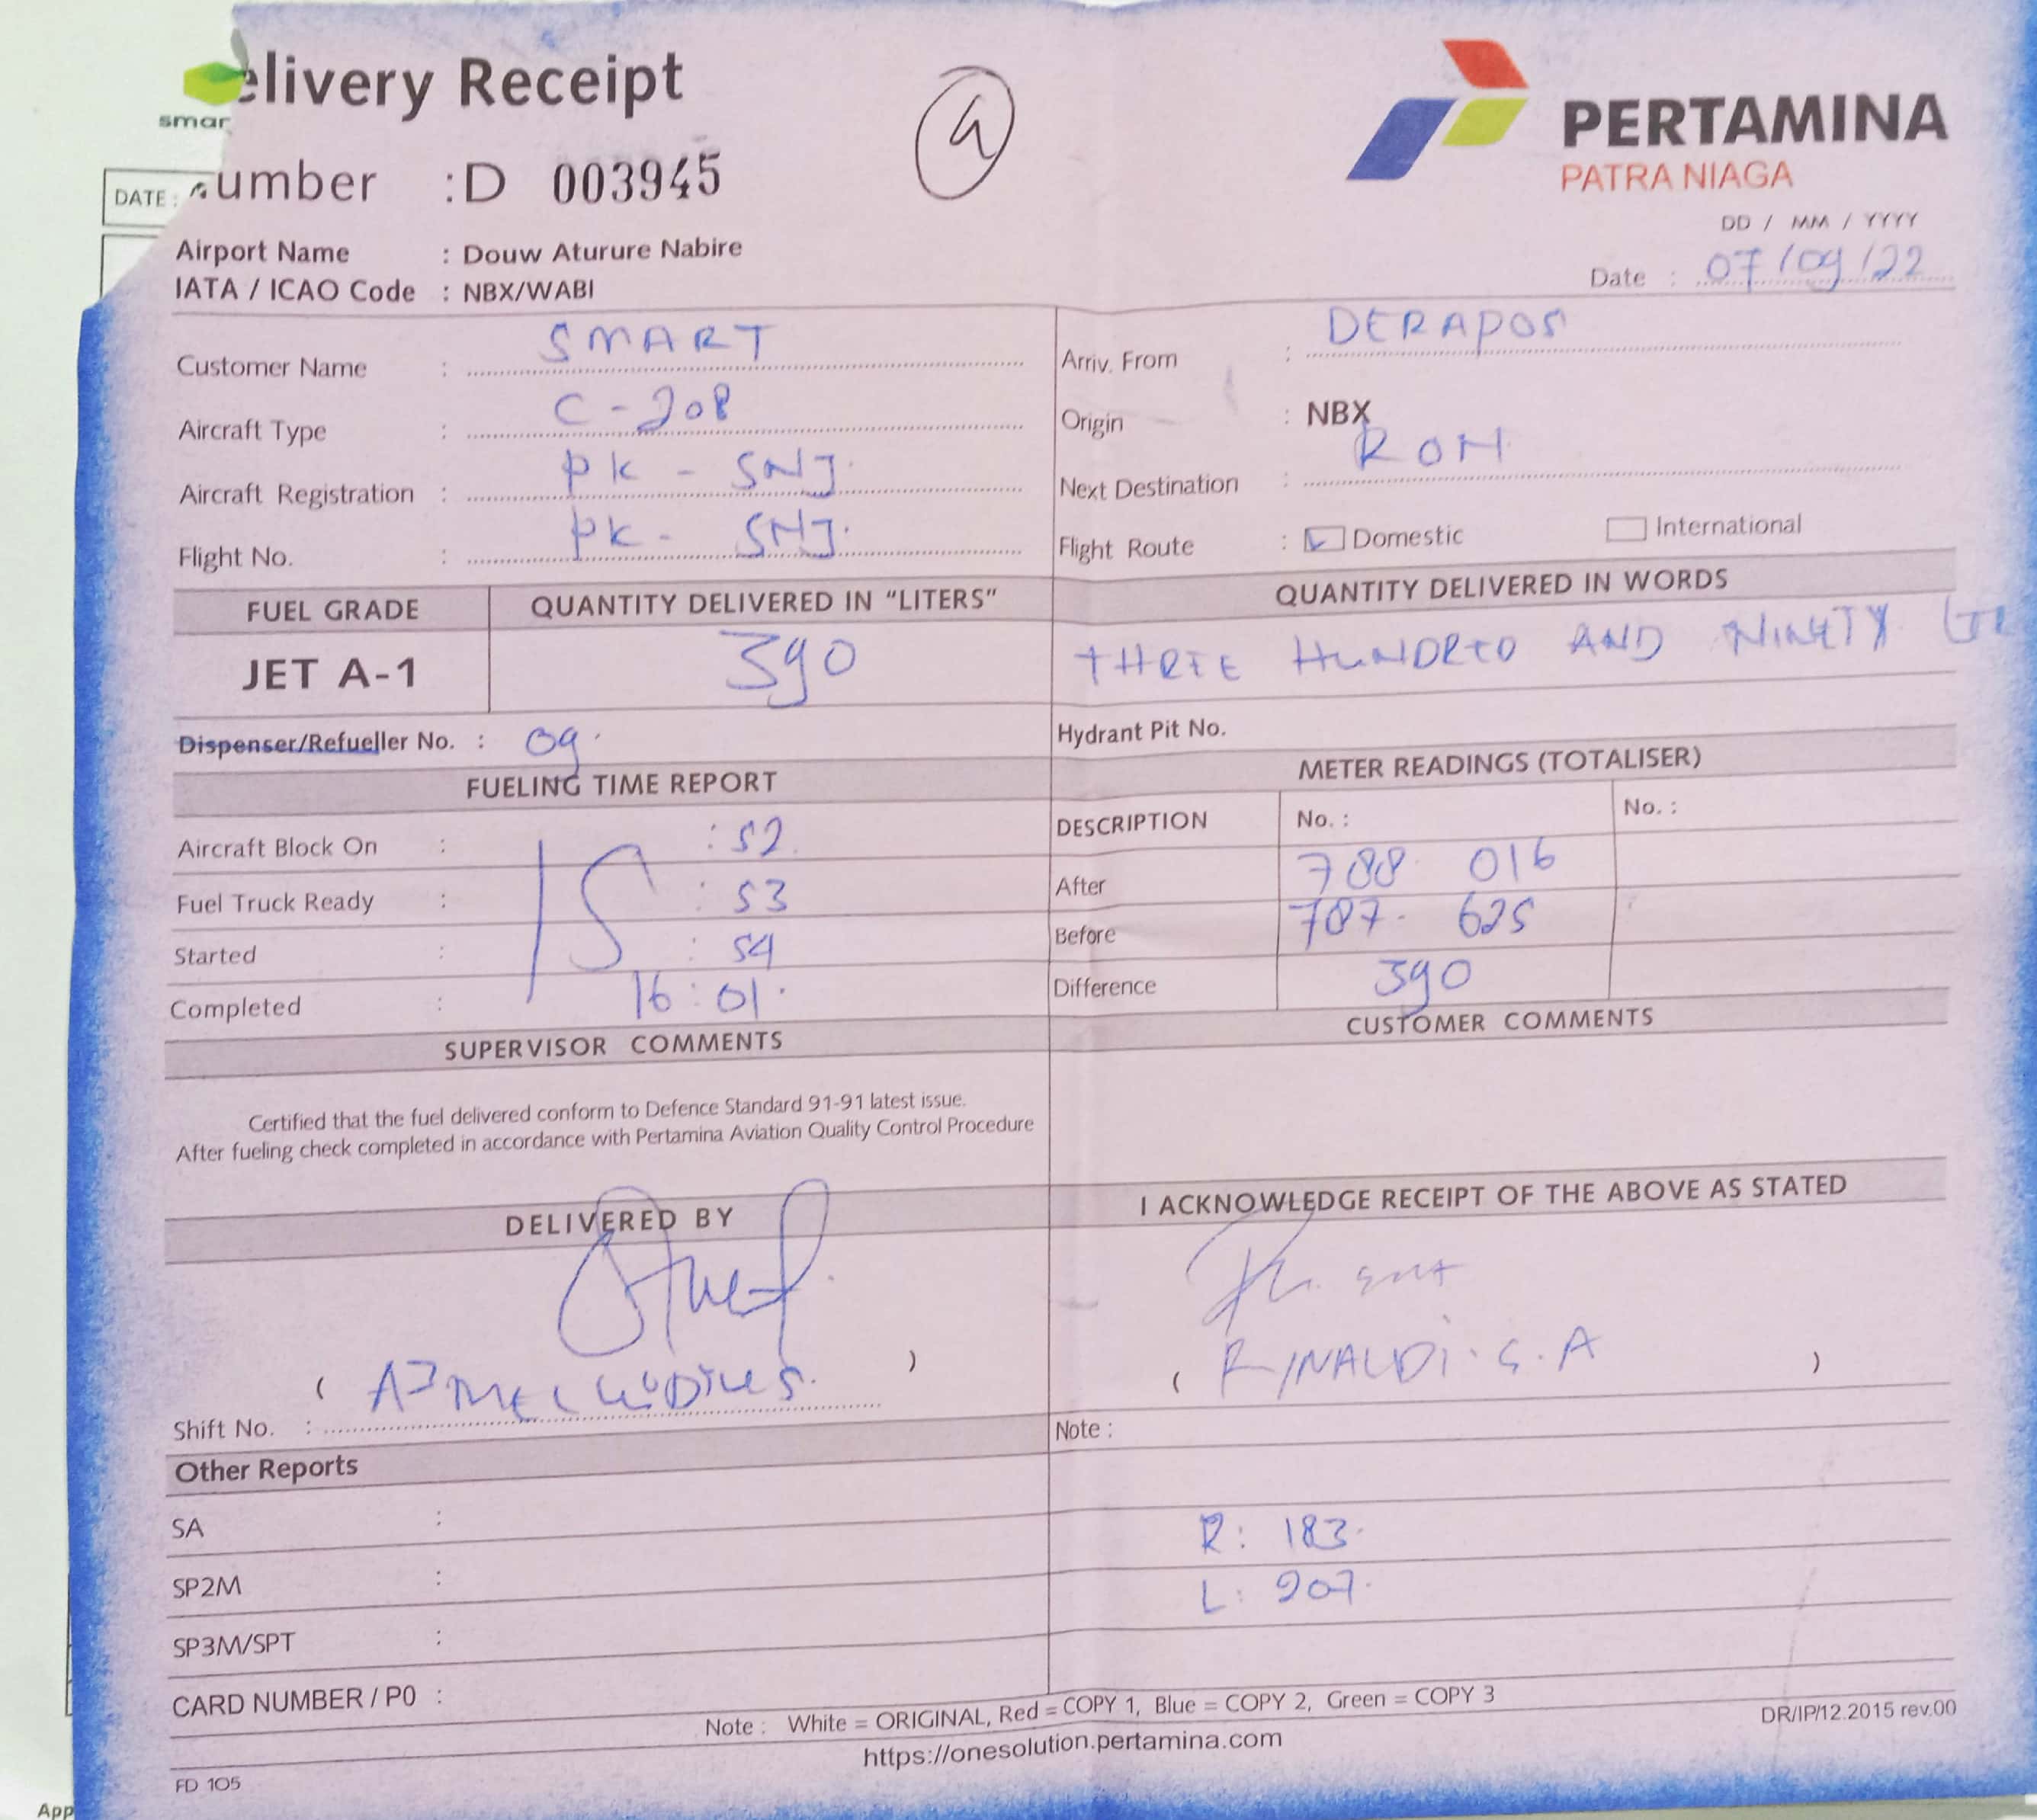 elivery Receipt
smar
4
PERTAMINA
PATRA NIAGA
DATE :
umber : D 003945
DD / MM / YYYY
Date : 07/09/22
Airport Name : Douw Aturure Nabire
IATA / ICAO Code : NBX/WABI
Customer Name : SMART
Arriv. From : DERAPOS
Aircraft Type : C-208
Origin : NBX
Aircraft Registration : PK - SNJ
Next Destination : ROM
Flight No. : PK - SNJ.
Flight Route : Domestic International
FUEL GRADE QUANTITY DELIVERED IN "LITERS" QUANTITY DELIVERED IN WORDS
JET A-1 390 THREE HUNDRED AND NINETY LTR
Dispenser/Refueller No. : 09.
Hydrant Pit No.
FUELING TIME REPORT METER READINGS (TOTALISER)
DESCRIPTION No. : No. :
Aircraft Block On : 15 : 52
After 788 016
Fuel Truck Ready : : 53
Before 787. 625
Started : : 54
Difference 390
Completed : 16 : 01.
SUPERVISOR COMMENTS CUSTOMER COMMENTS
Certified that the fuel delivered conform to Defence Standard 91-91 latest issue.
After fueling check completed in accordance with Pertamina Aviation Quality Control Procedure
DELIVERED BY I ACKNOWLEDGE RECEIPT OF THE ABOVE AS STATED
( ) ( RINALDI. G. A )
Shift No. :
Note :
Other Reports
SA :
R : 183.
SP2M :
L : 207.
SP3M/SPT :
CARD NUMBER / P0 :
Note : White = ORIGINAL, Red = COPY 1, Blue = COPY 2, Green = COPY 3
DR/IP/12.2015 rev.00
https://onesolution.pertamina.com
FD 105
App